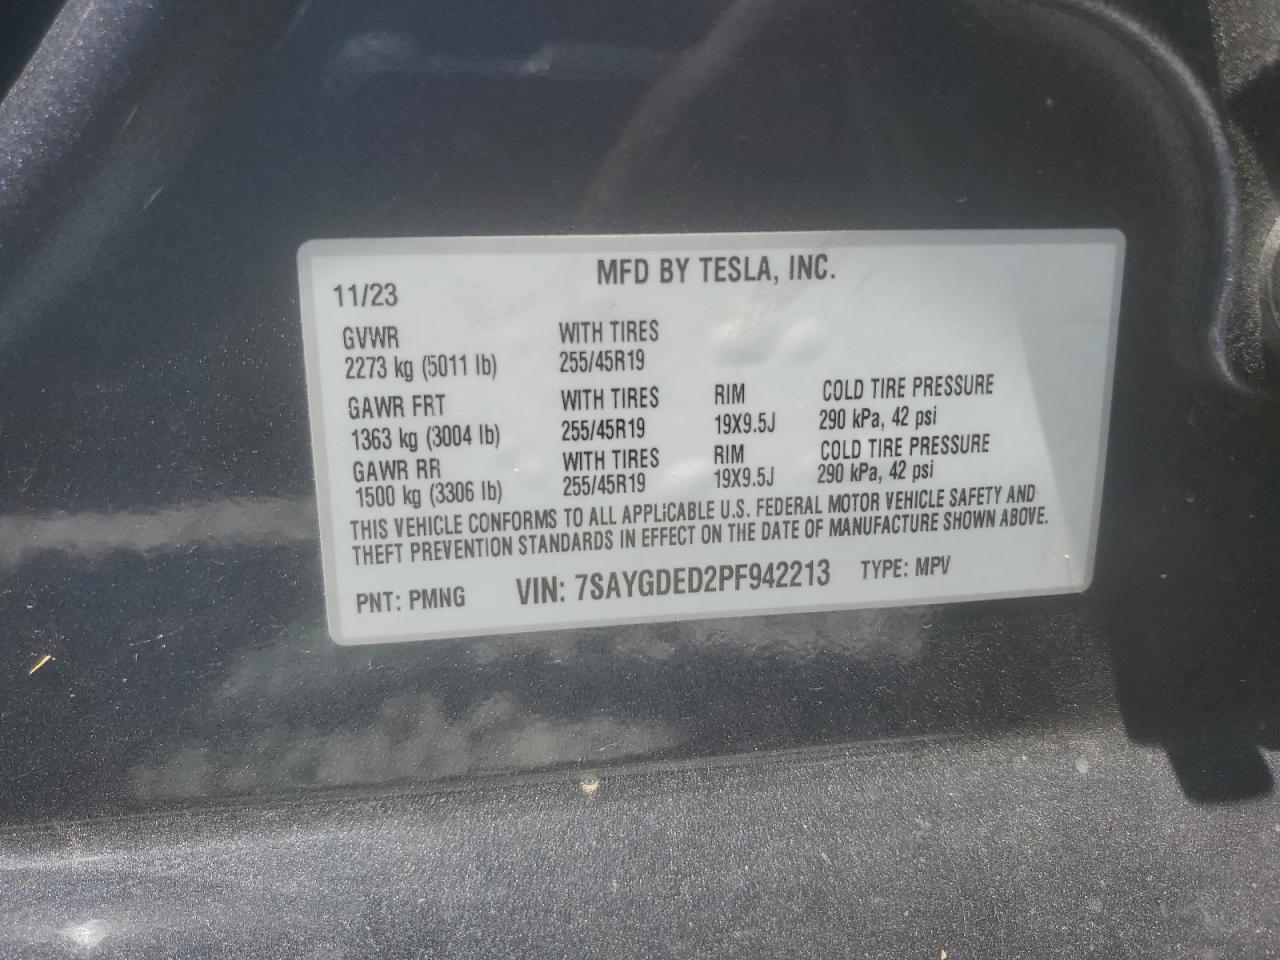 MFD BY TESLA, INC.
11/23
GVWR WITH TIRES
2273 kg (5011 lb) 255/45R19
GAWR FRT WITH TIRES RIM COLD TIRE PRESSURE
1363 kg (3004 lb) 255/45R19 19X9.5J 290 kPa, 42 psi
GAWR RR WITH TIRES RIM COLD TIRE PRESSURE
1500 kg (3306 lb) 255/45R19 19X9.5J 290 kPa, 42 psi
THIS VEHICLE CONFORMS TO ALL APPLICABLE U.S. FEDERAL MOTOR VEHICLE SAFETY AND
THEFT PREVENTION STANDARDS IN EFFECT ON THE DATE OF MANUFACTURE SHOWN ABOVE.
PNT: PMNG VIN: 7SAYGDED2PF942213 TYPE: MPV